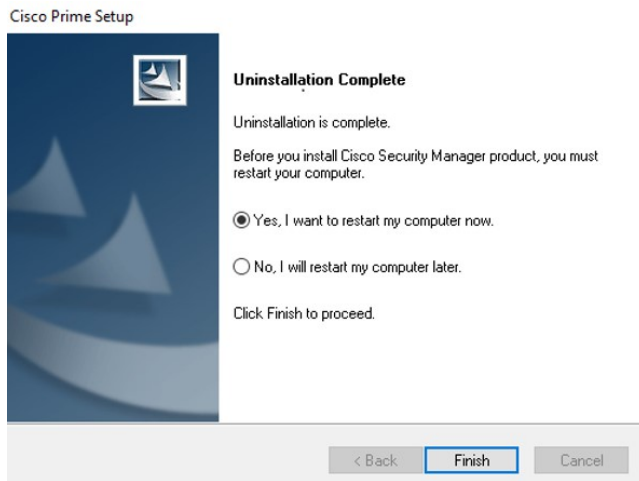 Cisco Prime Setup
Uninstallation Complete
Uninstallation is complete.
Before you install Cisco Security Manager product, you must
restart your computer.
Yes, I want to restart my computer now.
No, I will restart my computer later.
Click Finish to proceed.
< Back
Finish
Cancel